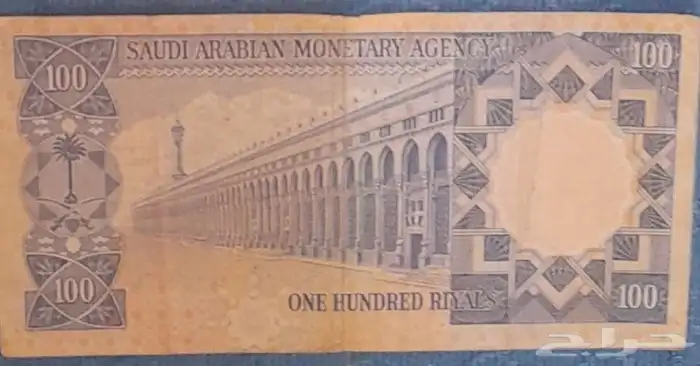 SAUDI ARABIAN MONETARY AGENCY
100
100
ONE HUNDRED RIYALS
100
100
حراج